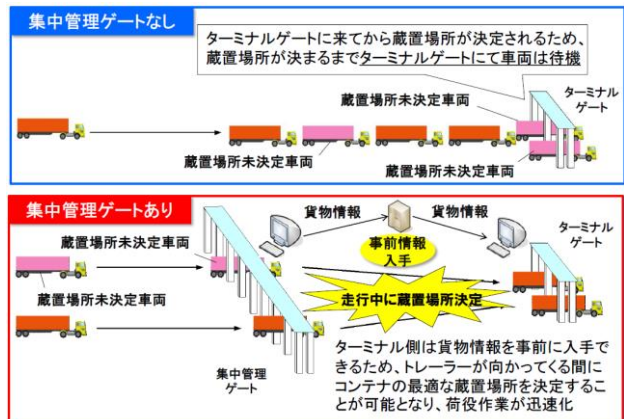 集中管理ゲートなし
ターミナルゲートに来てから蔵置場所が決定されるため、
蔵置場所が決まるまでターミナルゲートにて車両は待機
ターミナル
ゲート
蔵置場所未決定車両
蔵置場所未決定車両
蔵置場所未決定車両
集中管理ゲートあり
貨物情報
貨物情報
ターミナル
ゲート
事前情報
入手
蔵置場所未決定車両
蔵置場所未決定車両
走行中に蔵置場所決定
集中管理
ゲート
ターミナル側は貨物情報を事前に入手で
きるため、トレーラーが向かってくる間に
コンテナの最適な蔵置場所を決定するこ
とが可能となり、荷役作業が迅速化